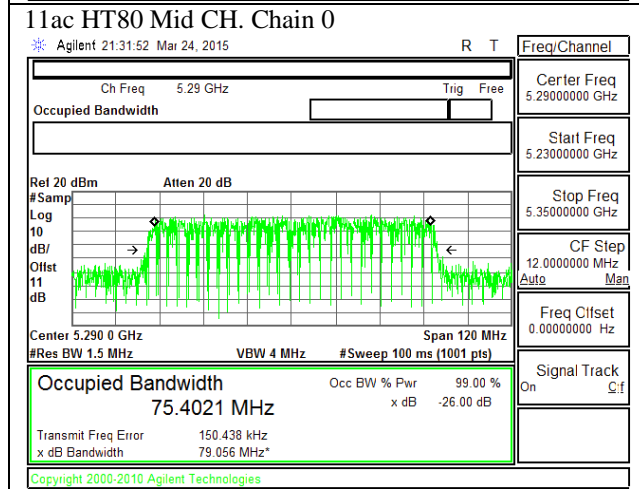 11ac HT80 Mid CH. Chain 0
Agilent 21:31:52 Mar 24, 2015 R T
Freq/Channel
Ch Freq 5.29 GHz Trig Free
Occupied Bandwidth
Center Freq
5.29000000 GHz
Start Freq
5.23000000 GHz
Stop Freq
5.35000000 GHz
CF Step
12.0000000 MHz
Auto Man
Freq Offset
0.00000000 Hz
Signal Track
On Off
Ref 20 dBm Atten 20 dB
#Samp
Log
10
dB/
Offst
11
dB
Center 5.290 0 GHz Span 120 MHz
#Res BW 1.5 MHz VBW 4 MHz #Sweep 100 ms (1001 pts)
Occupied Bandwidth Occ BW % Pwr 99.00 %
75.4021 MHz x dB -26.00 dB
Transmit Freq Error 150.438 kHz
x dB Bandwidth 79.056 MHz*
Copyright 2000-2010 Agilent Technologies